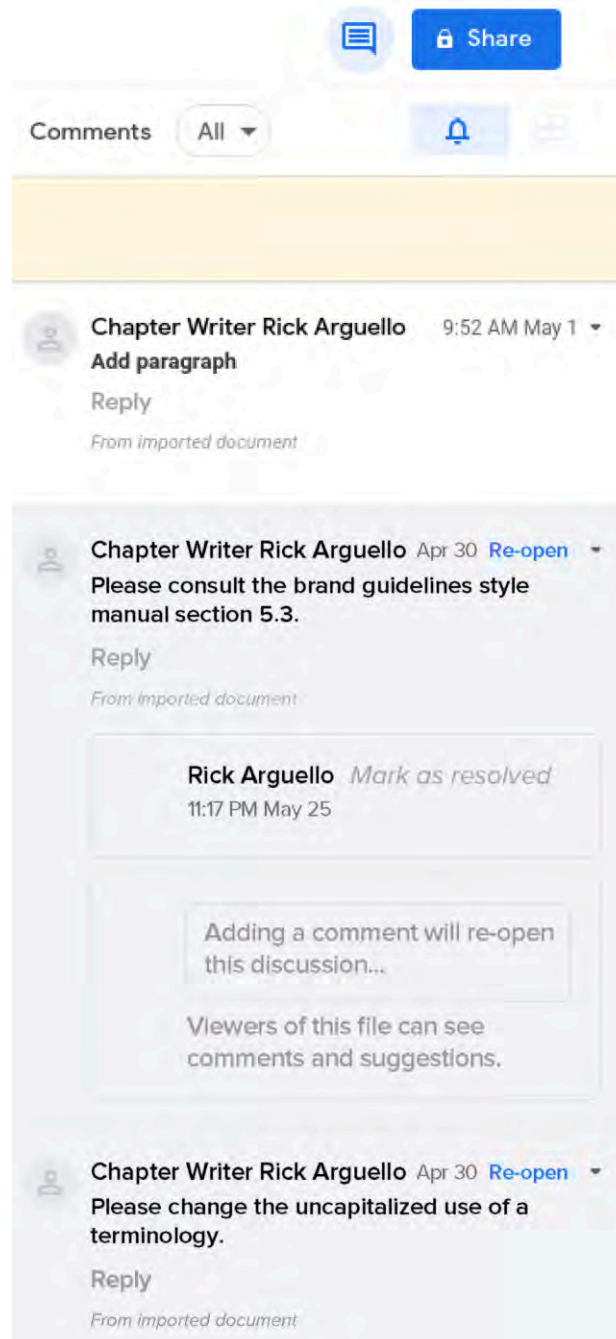 Share
Comments All
Chapter Writer Rick Arguello 9:52 AM May 1
Add paragraph
Reply
From imported document
Chapter Writer Rick Arguello Apr 30 Re-open
Please consult the brand guidelines style
manual section 5.3.
Reply
From imported document
Rick Arguello Mark as resolved
11:17 PM May 25
Adding a comment will re-open
this discussion...
Viewers of this file can see
comments and suggestions.
Chapter Writer Rick Arguello Apr 30 Re-open
Please change the uncapitalized use of a
terminology.
Reply
From imported document